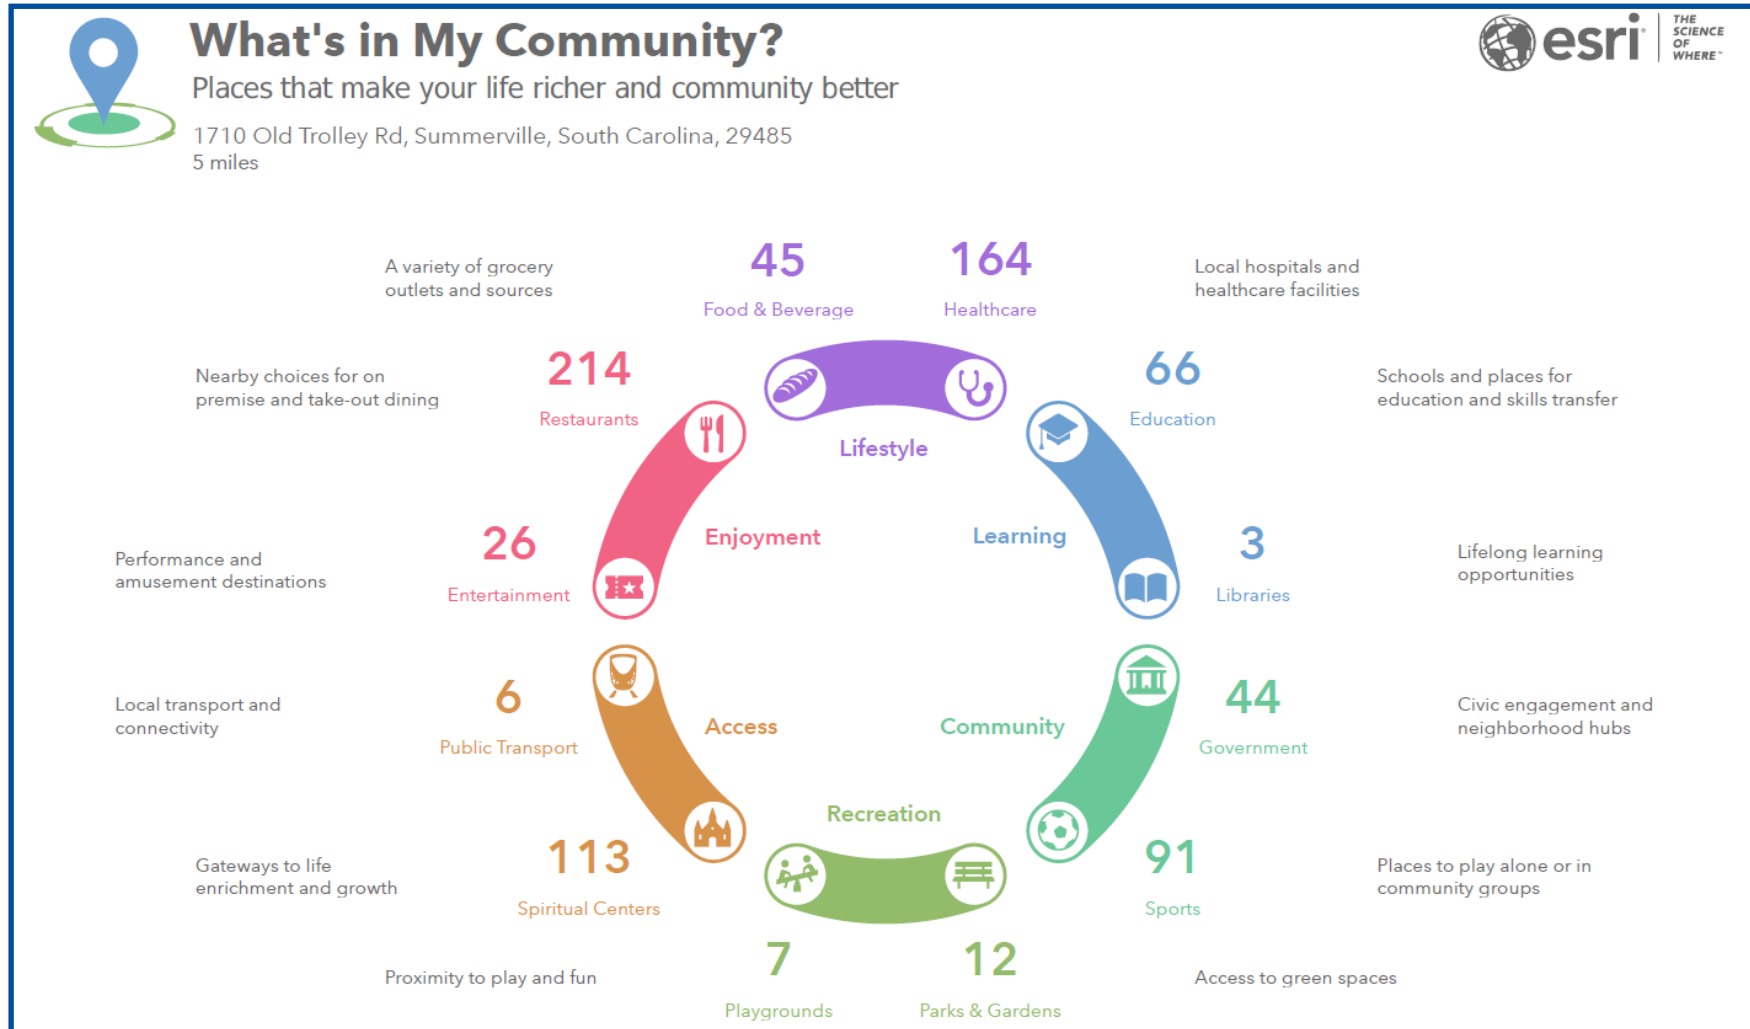 What's in My Community?
Places that make your life richer and community better
1710 Old Trolley Rd, Summerville, South Carolina, 29485
5 miles
esri
THE
SCIENCE
OF
WHERE™
A variety of grocery
outlets and sources
45
Food & Beverage
164
Healthcare
Local hospitals and
healthcare facilities
Nearby choices for on
premise and take-out dining
214
Restaurants
66
Education
Schools and places for
education and skills transfer
Lifestyle
Performance and
amusement destinations
26
Entertainment
Enjoyment
Learning
3
Libraries
Lifelong learning
opportunities
Local transport and
connectivity
6
Public Transport
Access
Community
44
Government
Civic engagement and
neighborhood hubs
Recreation
Gateways to life
enrichment and growth
113
Spiritual Centers
91
Sports
Places to play alone or in
community groups
Proximity to play and fun
7
Playgrounds
12
Parks & Gardens
Access to green spaces